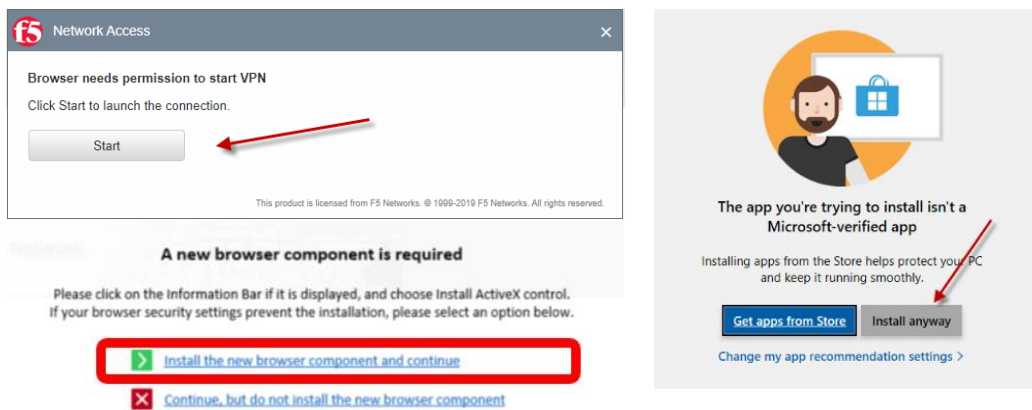 f5 Network Access
Browser needs permission to start VPN
Click Start to launch the connection.
Start
This product is licensed from F5 Networks. © 1999-2019 F5 Networks. All rights reserved.
Network
A new browser component is required
Please click on the Information Bar if it is displayed, and choose Install ActiveX control.
If your browser security settings prevent the installation, please select an option below.
Install the new browser component and continue
Continue, but do not install the new browser component
The app you're trying to install isn't a
Microsoft-verified app
Installing apps from the Store helps protect your PC
and keep it running smoothly.
Get apps from Store
Install anyway
Change my app recommendation settings >